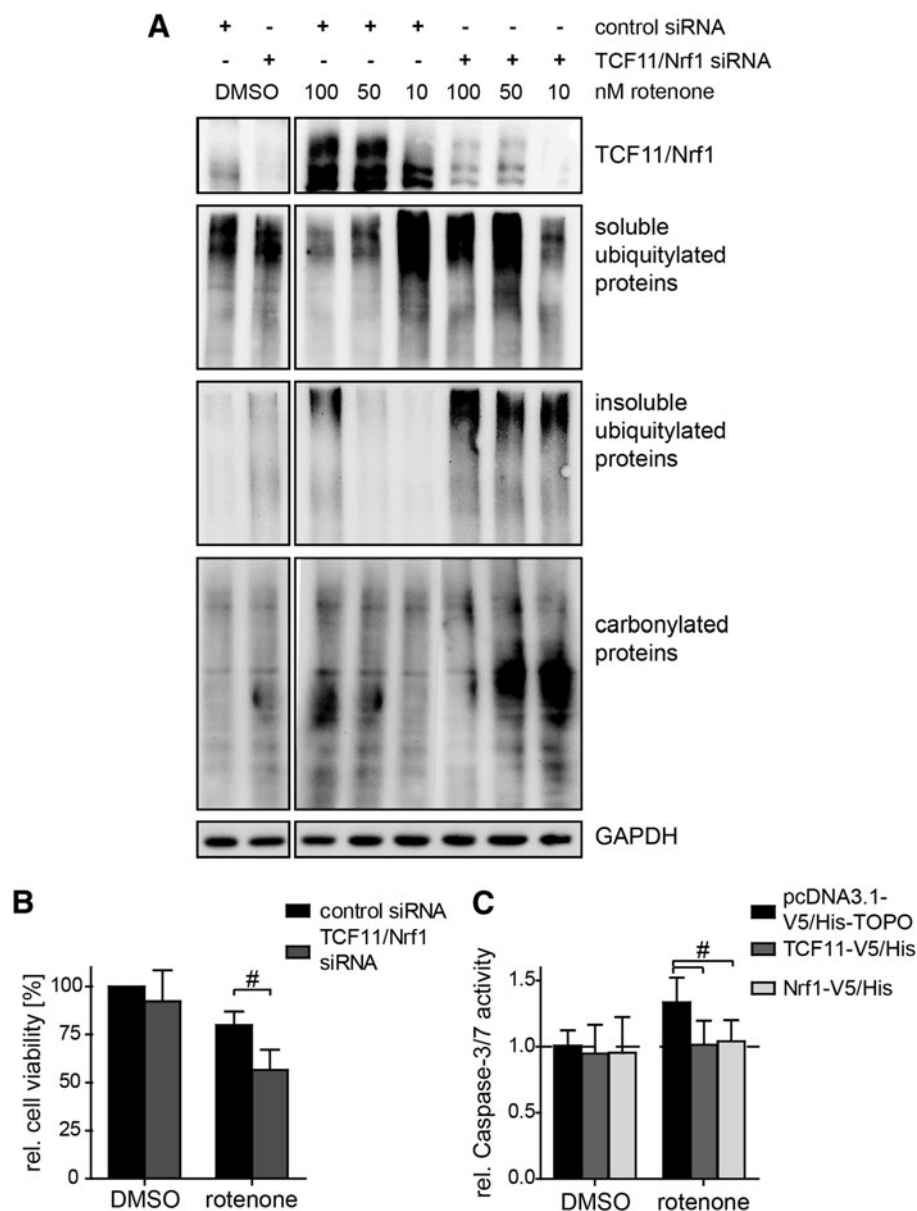 A
+ - + + + - - - control siRNA
- + - - - + + + TCF11/Nrf1 siRNA
DMSO 100 50 10 100 50 10 nM rotenone
TCF11/Nrf1
soluble
ubiquitylated
proteins
insoluble
ubiquitylated
proteins
carbonylated
proteins
GAPDH
B
control siRNA
TCF11/Nrf1
siRNA
rel. cell viability [%]
100
75
50
25
0
#
DMSO rotenone
C
pcDNA3.1-
V5/His-TOPO
TCF11-V5/His
Nrf1-V5/His
rel. Caspase-3/7 activity
1.5
1.0
0.5
0.0
#
DMSO rotenone